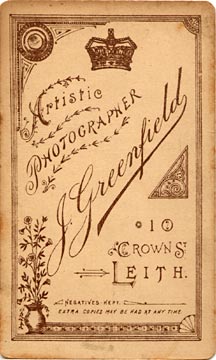 Artistic
PHOTOGRAPHER
J. Greenfield
10
CROWN ST
LEITH.
NEGATIVES KEPT.
EXTRA COPIES MAY BE HAD AT ANY TIME